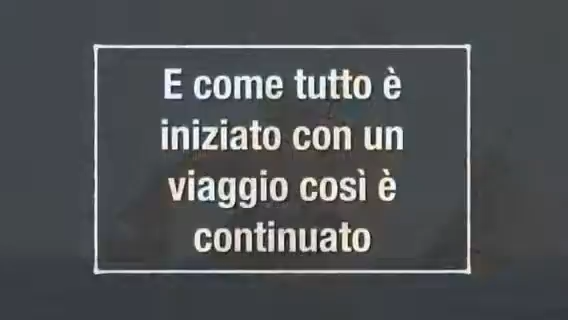 E come tutto è
iniziato con un
viaggio così è
continuato